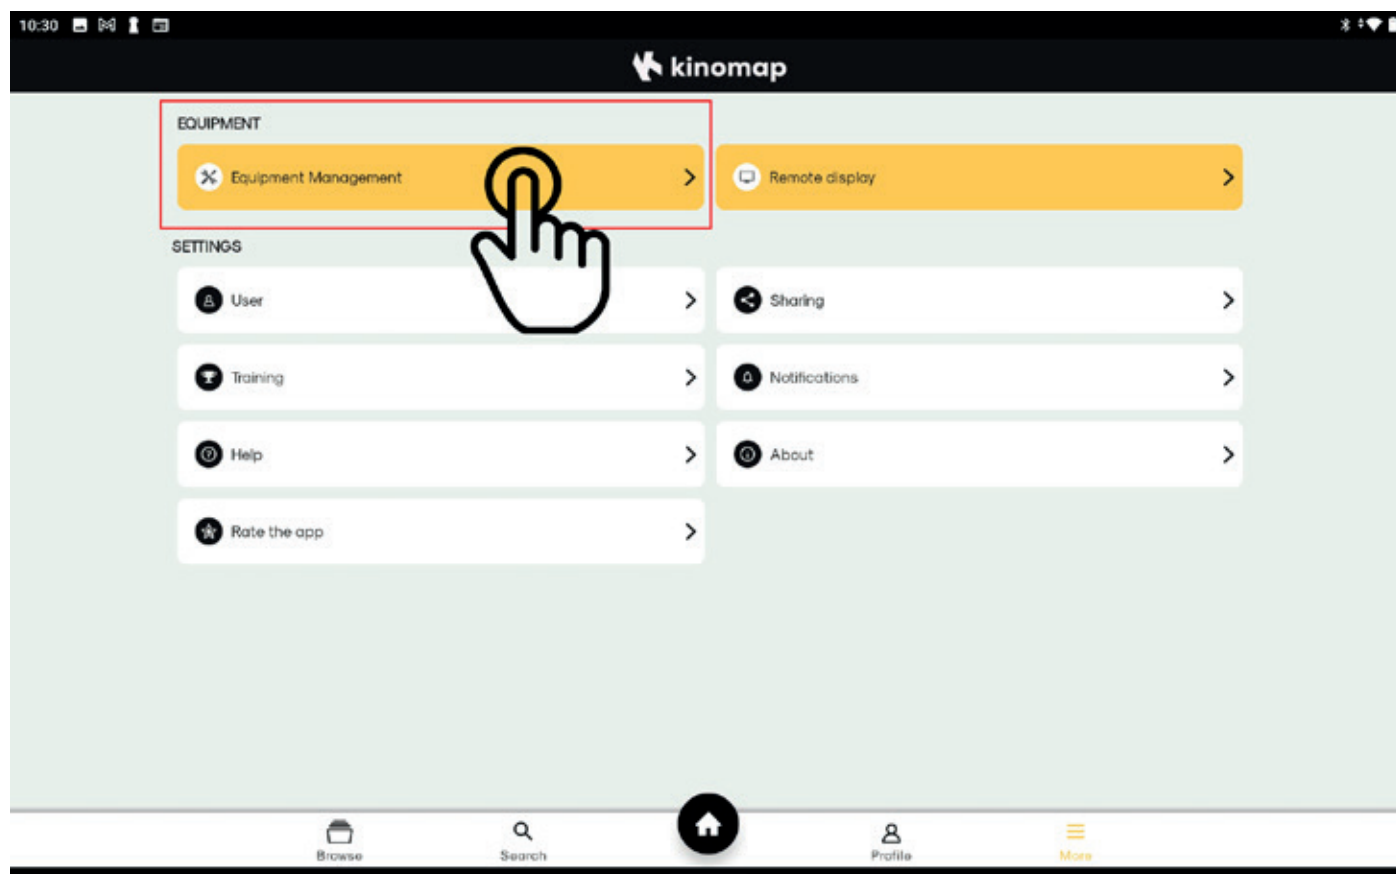 10:30
kinomap
EQUIPMENT
Equipment Management
Remote display
SETTINGS
User
Sharing
Training
Notifications
Help
About
Rate the app
Browse
Search
Profile
More